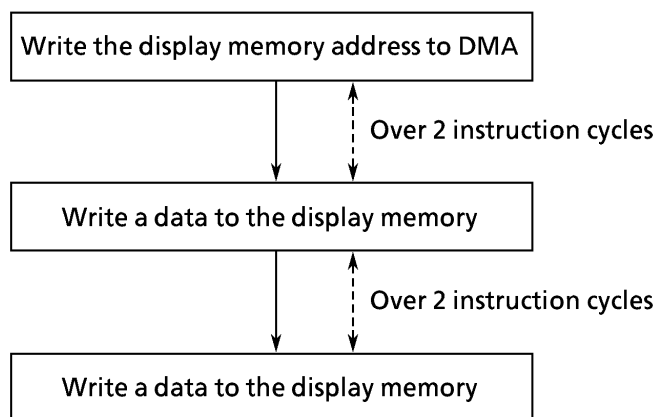 Write the display memory address to DMA
Over 2 instruction cycles
Write a data to the display memory
Over 2 instruction cycles
Write a data to the display memory